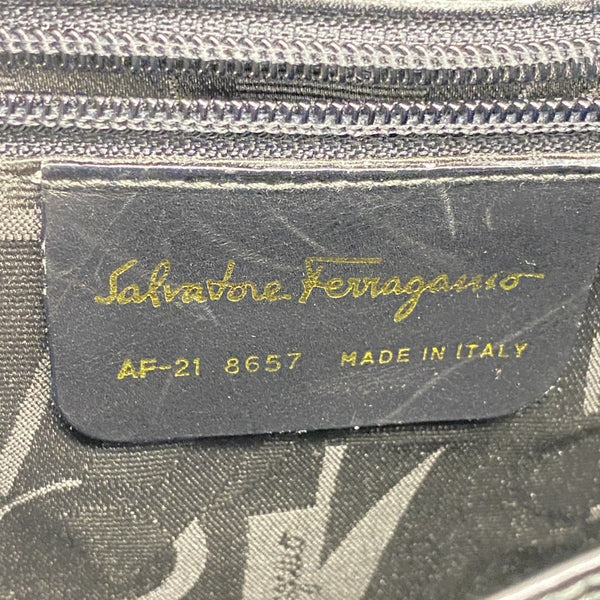 Salvatore Ferragamo
AF-21 8657 MADE IN ITALY